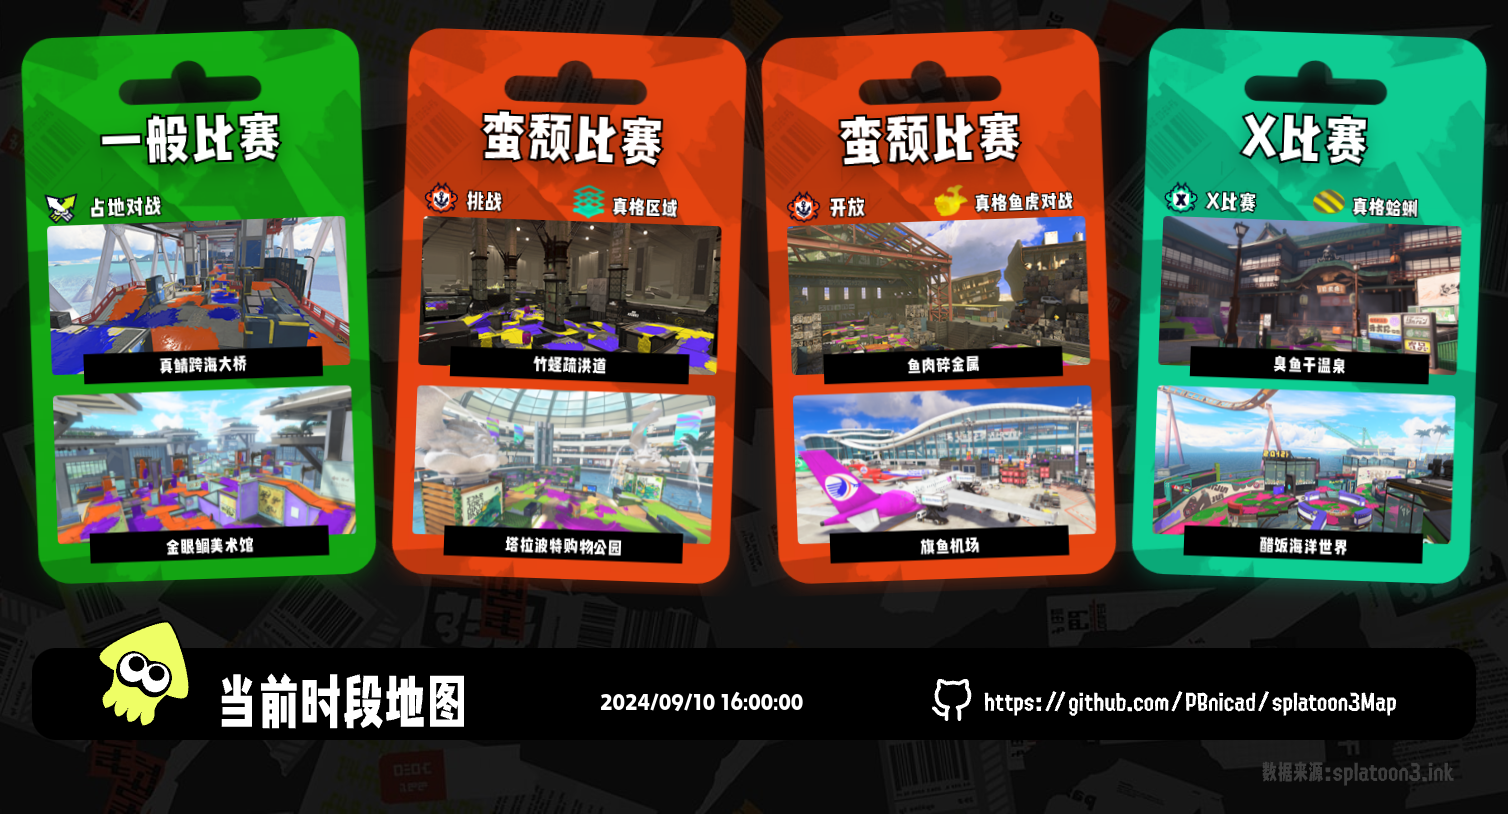 一般比赛
占地对战
真鲭跨海大桥
金眼鲷美术馆
蛮颓比赛
挑战
真格区域
竹蛏疏洪道
塔拉波特购物公园
蛮颓比赛
开放
真格鱼虎对战
鱼肉碎金属
旗鱼机场
X比赛
X比赛
真格蛤蜊
臭鱼干温泉
醋饭海洋世界
当前时段地图
2024/09/10 16:00:00
https://github.com/PBnicad/splatoon3Map
数据来源:splatoon3.ink